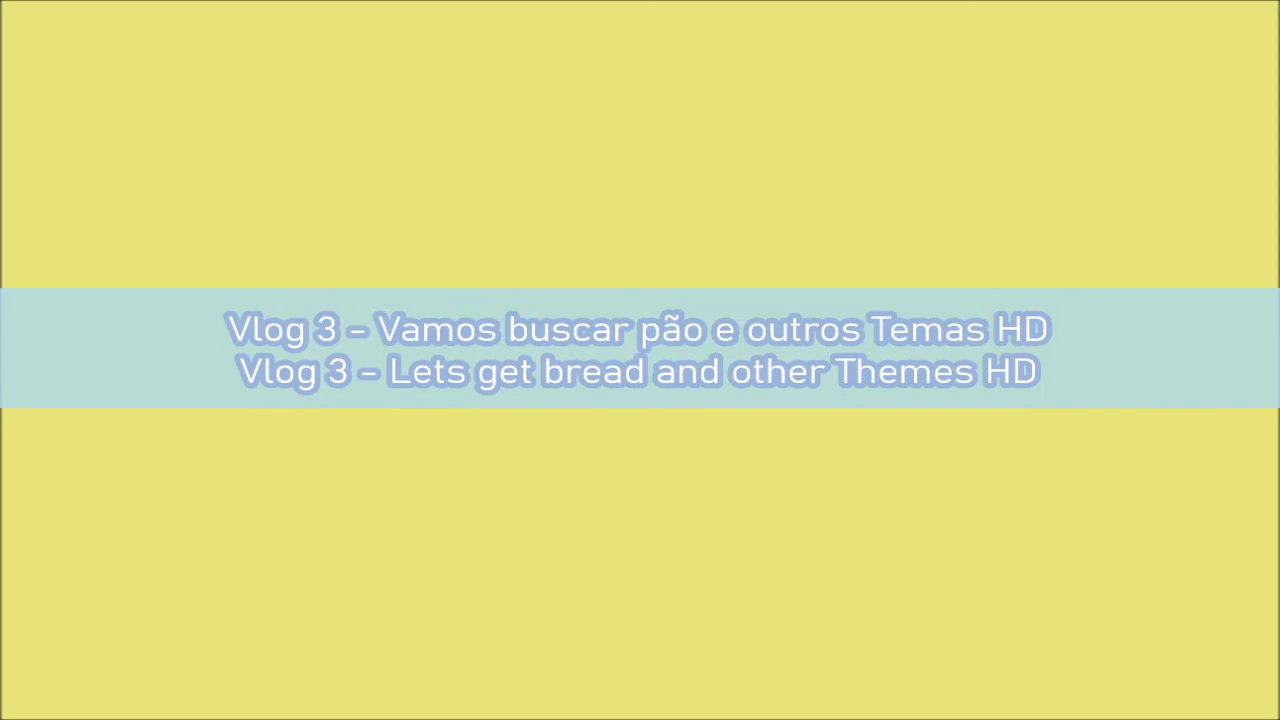 Vlog 3 - Vamos buscar pão e outros Temas HD
Vlog 3 - Lets get bread and other Themes HD